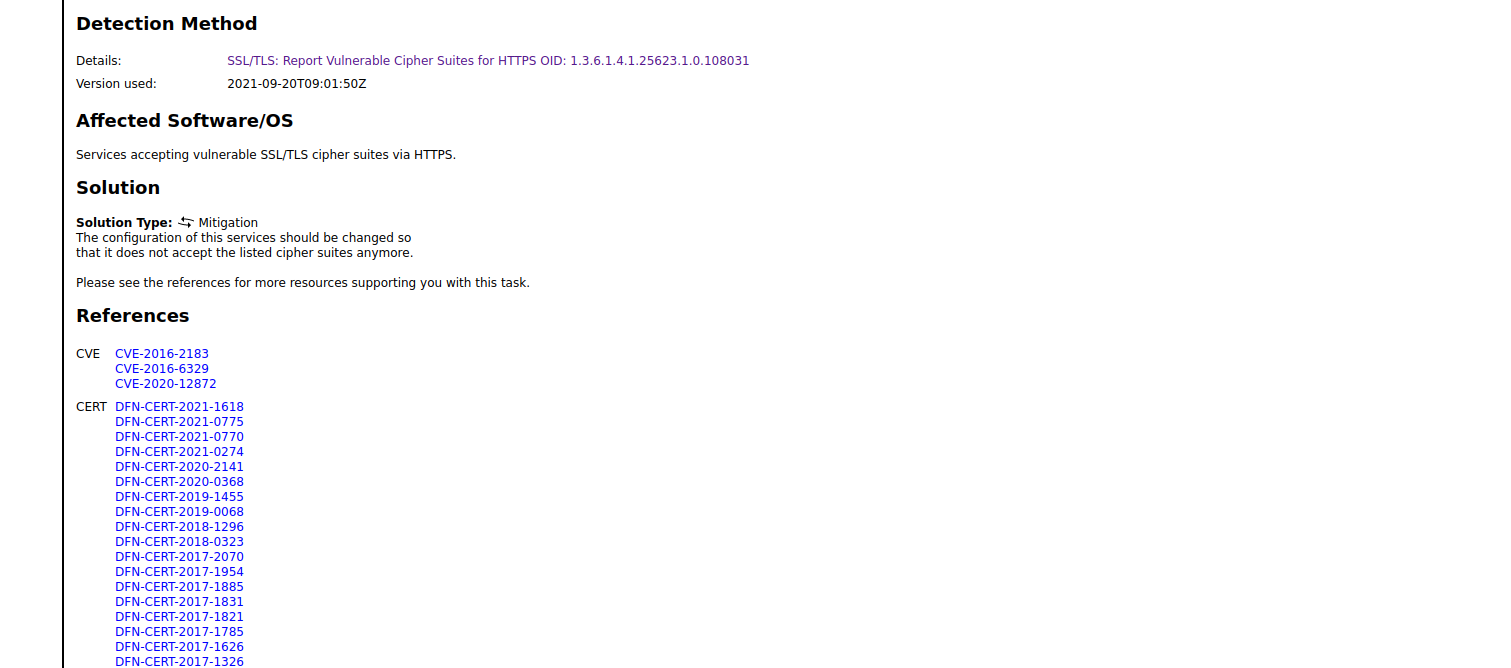 Detection Method
Details: SSL/TLS: Report Vulnerable Cipher Suites for HTTPS OID: 1.3.6.1.4.1.25623.1.0.108031
Version used: 2021-09-20T09:01:50Z
Affected Software/OS
Services accepting vulnerable SSL/TLS cipher suites via HTTPS.
Solution
Solution Type: Mitigation
The configuration of this services should be changed so
that it does not accept the listed cipher suites anymore.
Please see the references for more resources supporting you with this task.
References
CVE CVE-2016-2183
CVE-2016-6329
CVE-2020-12872
CERT DFN-CERT-2021-1618
DFN-CERT-2021-0775
DFN-CERT-2021-0770
DFN-CERT-2021-0274
DFN-CERT-2020-2141
DFN-CERT-2020-0368
DFN-CERT-2019-1455
DFN-CERT-2019-0068
DFN-CERT-2018-1296
DFN-CERT-2018-0323
DFN-CERT-2017-2070
DFN-CERT-2017-1954
DFN-CERT-2017-1885
DFN-CERT-2017-1831
DFN-CERT-2017-1821
DFN-CERT-2017-1785
DFN-CERT-2017-1626
DFN-CERT-2017-1326